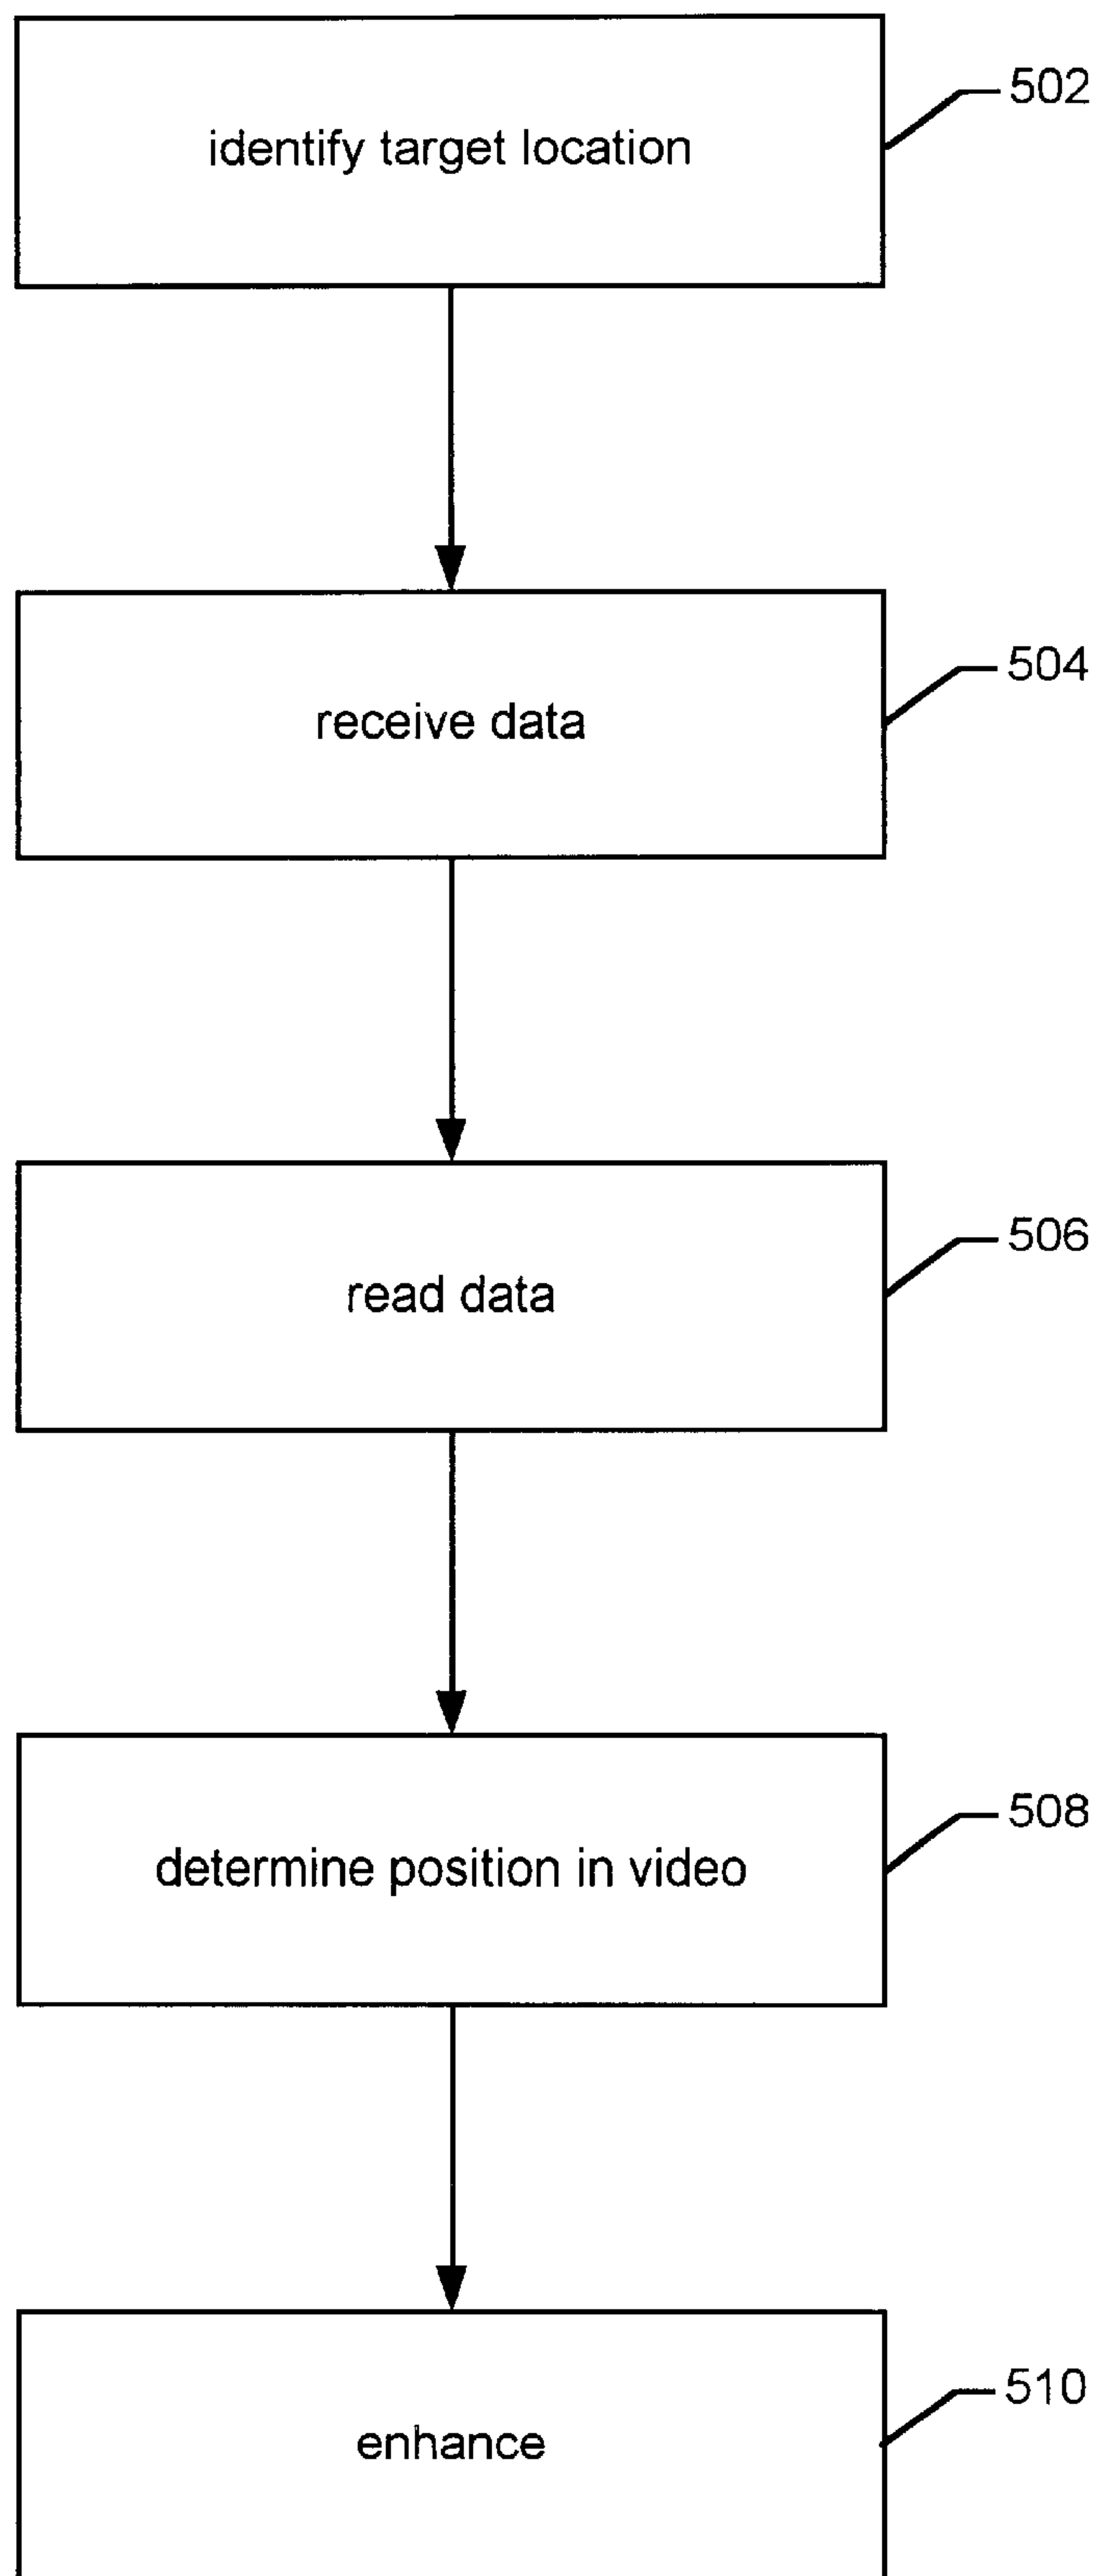 502
identify target location
504
receive data
506
read data
508
determine position in video
510
enhance